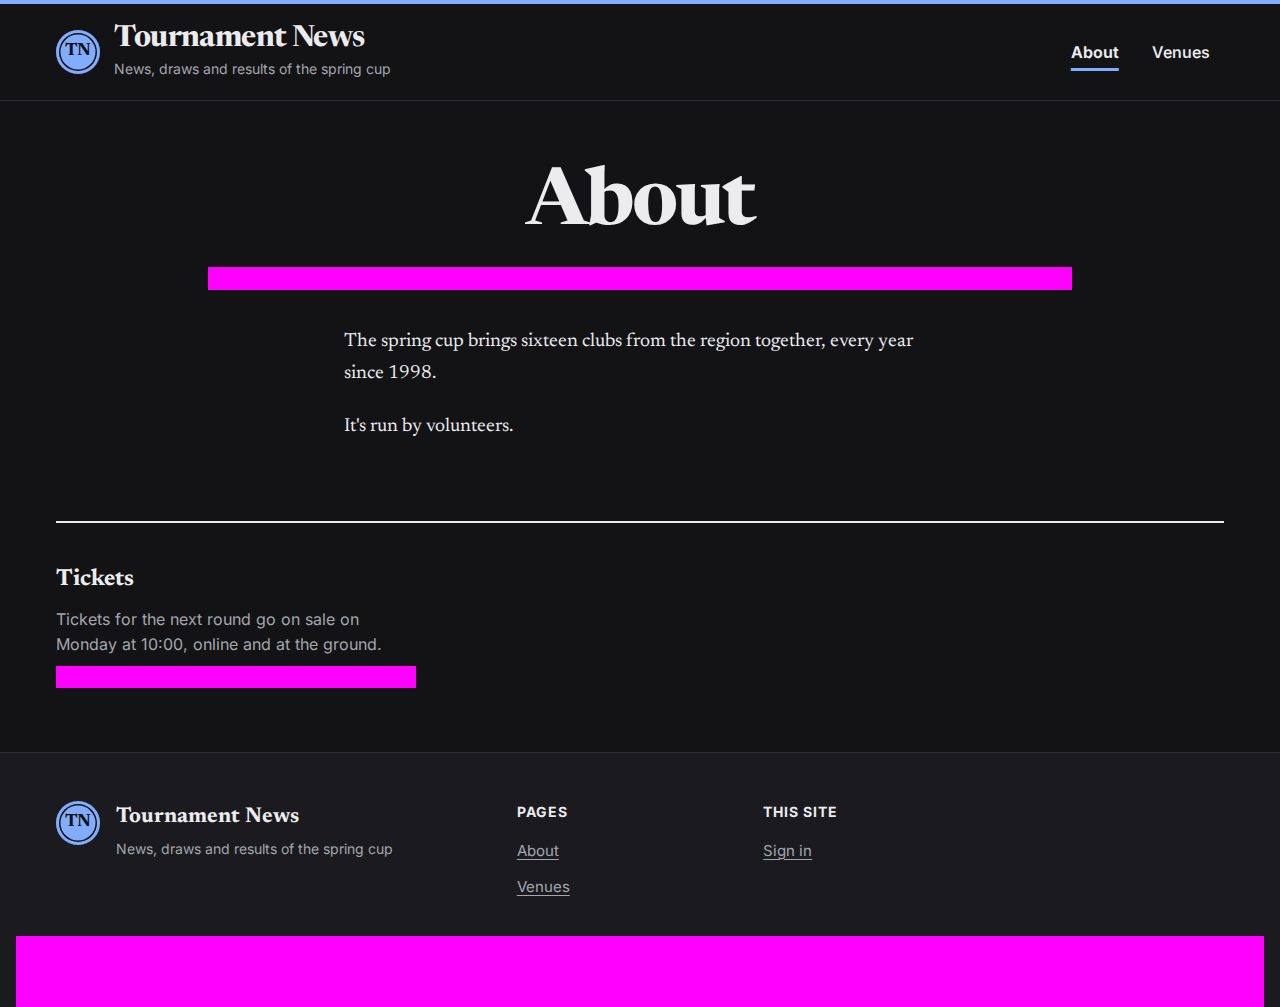 TN
Tournament News
News, draws and results of the spring cup
About
Venues
About
The spring cup brings sixteen clubs from the region together, every year
since 1998.
It's run by volunteers.
Tickets
Tickets for the next round go on sale on
Monday at 10:00, online and at the ground.
TN
Tournament News
News, draws and results of the spring cup
PAGES
About
Venues
THIS SITE
Sign in